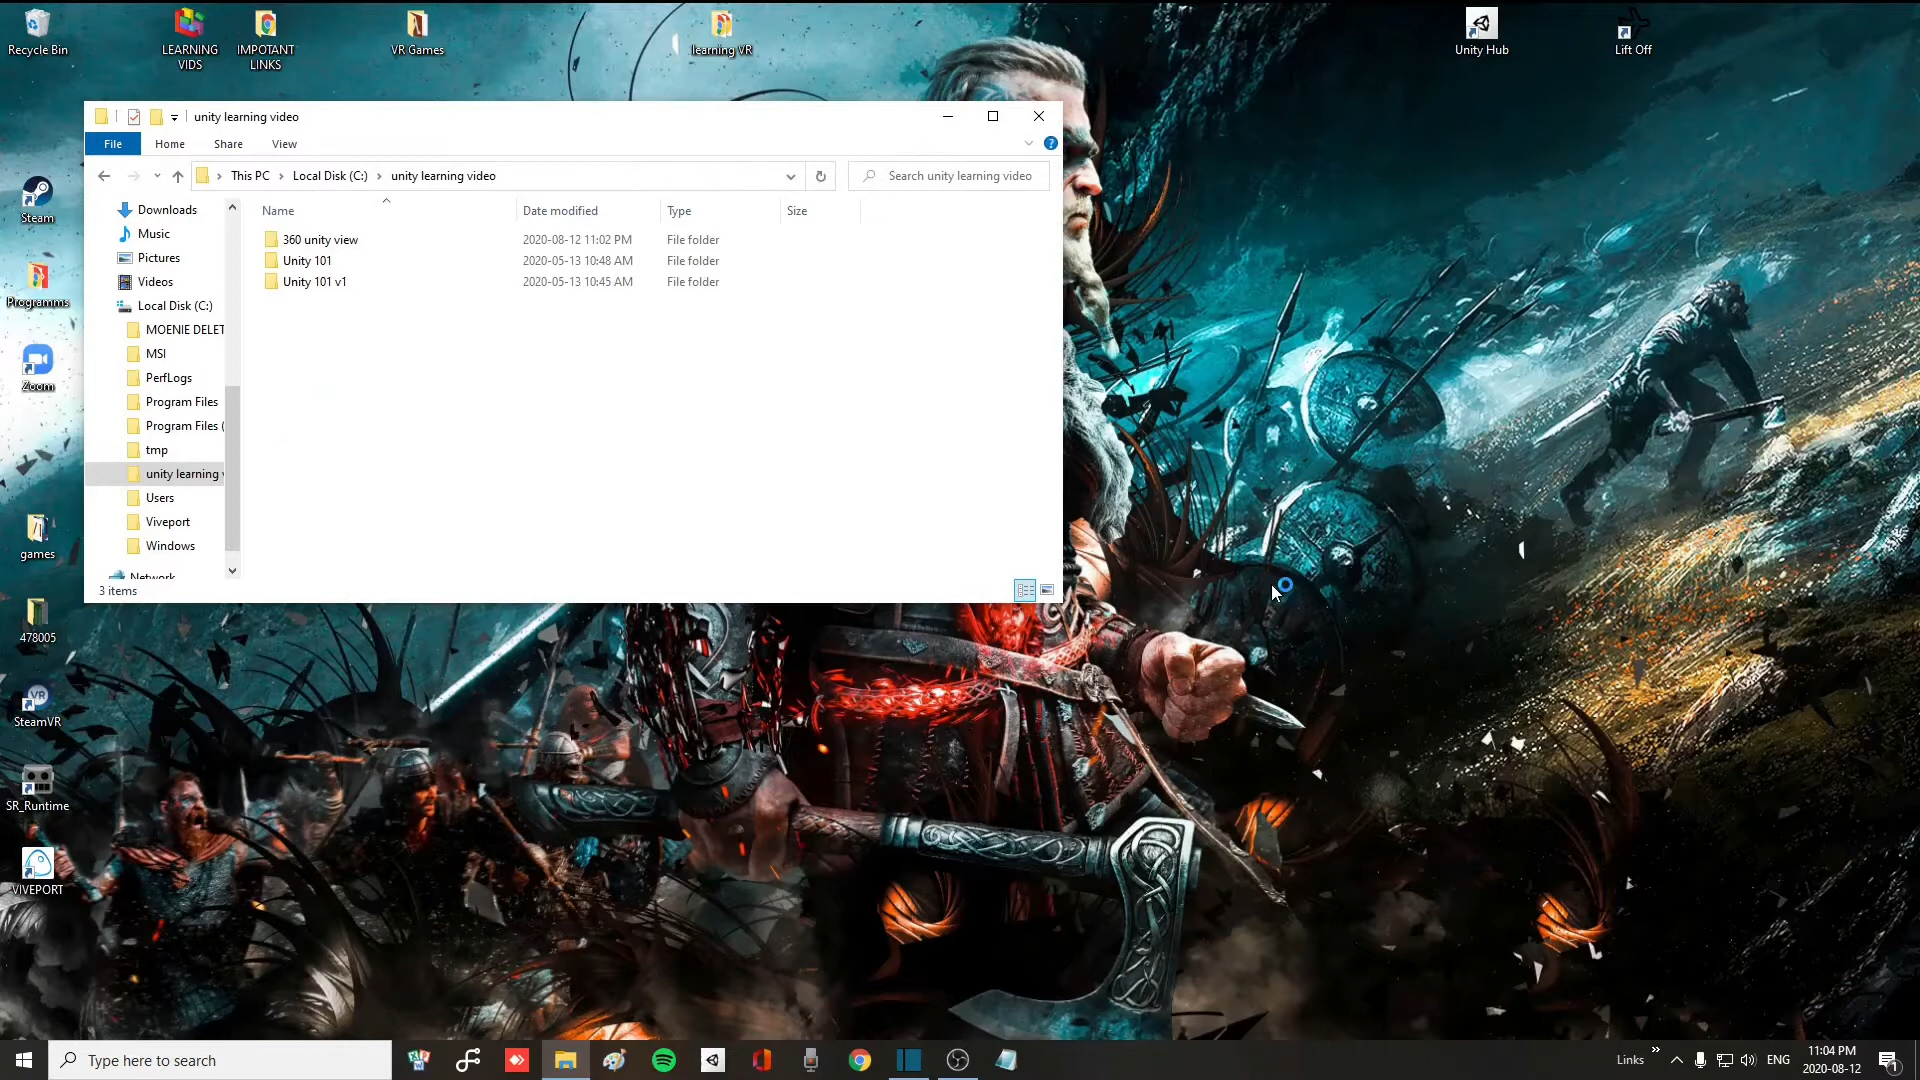 Recycle Bin
LEARNING
VIDS
IMPOTANT
LINKS
VR Games
learning VR
Unity Hub
Lift Off
unity learning video
File
Home
Share
View
This PC
Local Disk (C:)
unity learning video
Search unity learning video
Steam
Programms
Zoom
games
478005
SteamVR
SR_Runtime
VIVEPORT
Downloads
Music
Pictures
Videos
Local Disk (C:)
MOENIE DELET
MSI
PerfLogs
Program Files
Program Files (
tmp
unity learning v
Users
Viveport
Windows
Network
Name Date modified Type Size
360 unity view 2020-08-12 11:02 PM File folder
Unity 101 2020-05-13 10:48 AM File folder
Unity 101 v1 2020-05-13 10:45 AM File folder
3 items
Type here to search
Links
ENG
11:04 PM
2020-08-12
1